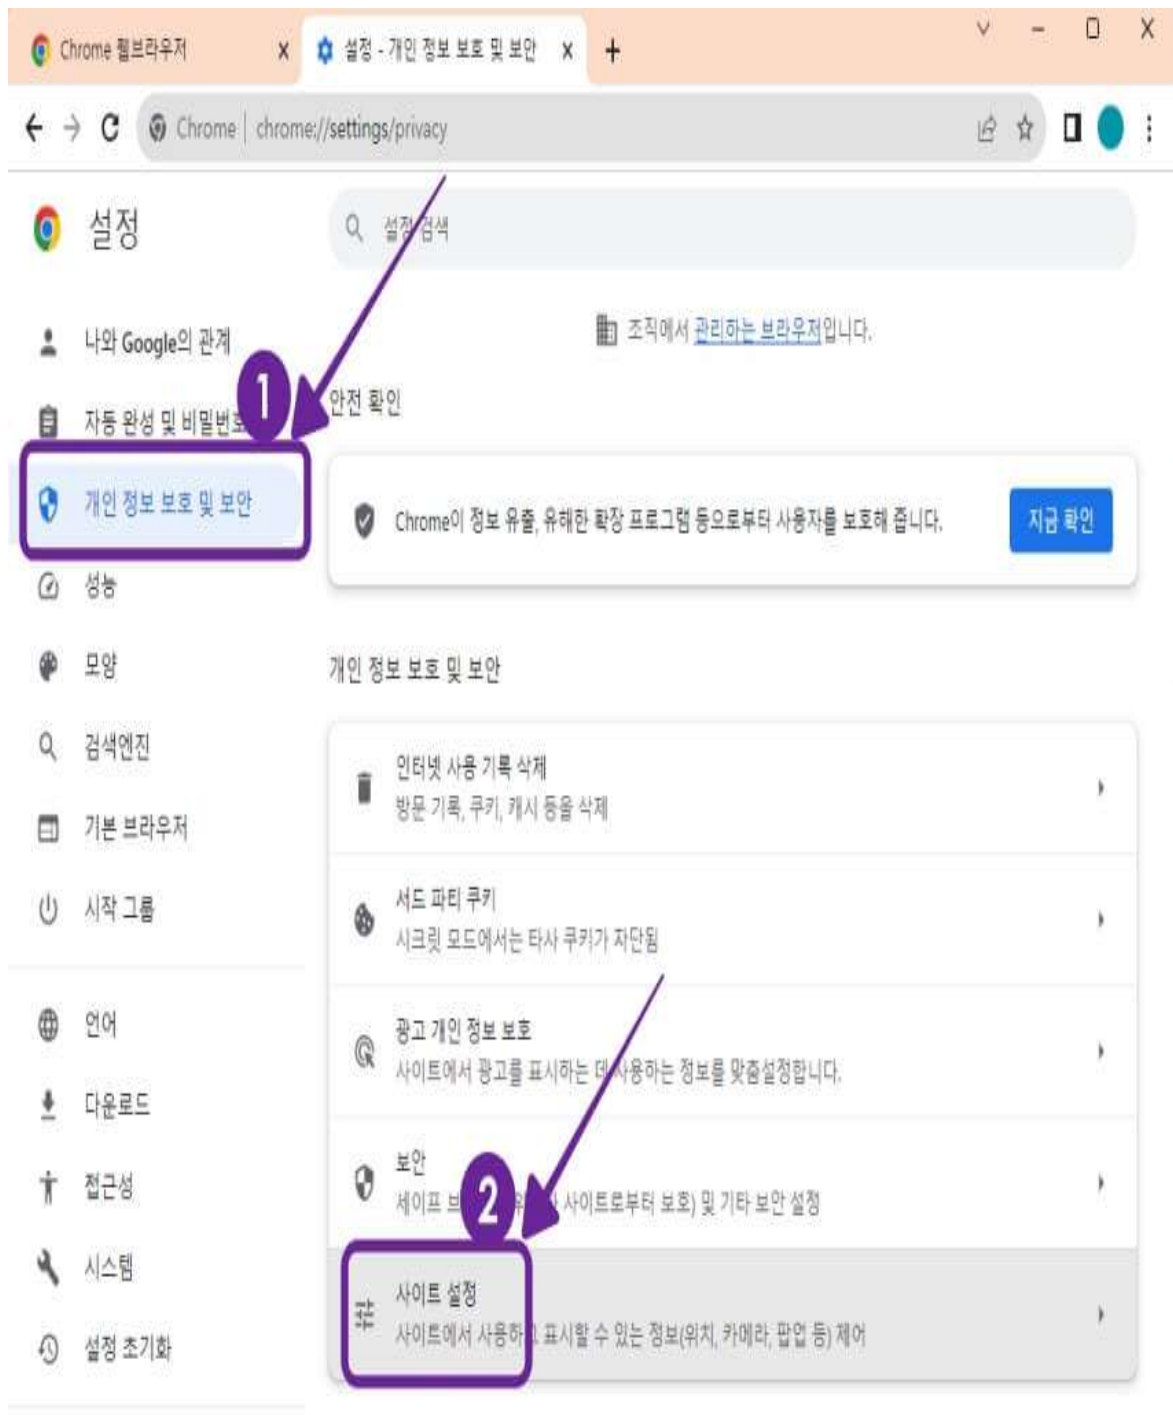 Chrome 웹브라우저
설정 - 개인 정보 보호 및 보안
Chrome
chrome://settings/privacy
설정
설정 검색
나와 Google의 관계
조직에서 관리하는 브라우저입니다.
1
자동 완성 및 비밀번호
안전 확인
개인 정보 보호 및 보안
Chrome이 정보 유출, 유해한 확장 프로그램 등으로부터 사용자를 보호해 줍니다.
지금 확인
성능
모양
개인 정보 보호 및 보안
검색엔진
인터넷 사용 기록 삭제
방문 기록, 쿠키, 캐시 등을 삭제
기본 브라우저
시작 그룹
서드 파티 쿠키
시크릿 모드에서는 타사 쿠키가 차단됨
언어
광고 개인 정보 보호
사이트에서 광고를 표시하는 데 사용하는 정보를 맞춤설정합니다.
다운로드
접근성
보안
세이프 사이트로부터 보호) 및 기타 보안 설정
2
시스템
사이트 설정
사이트에서 사용하고 표시할 수 있는 정보(위치, 카메라, 팝업 등) 제어
설정 초기화